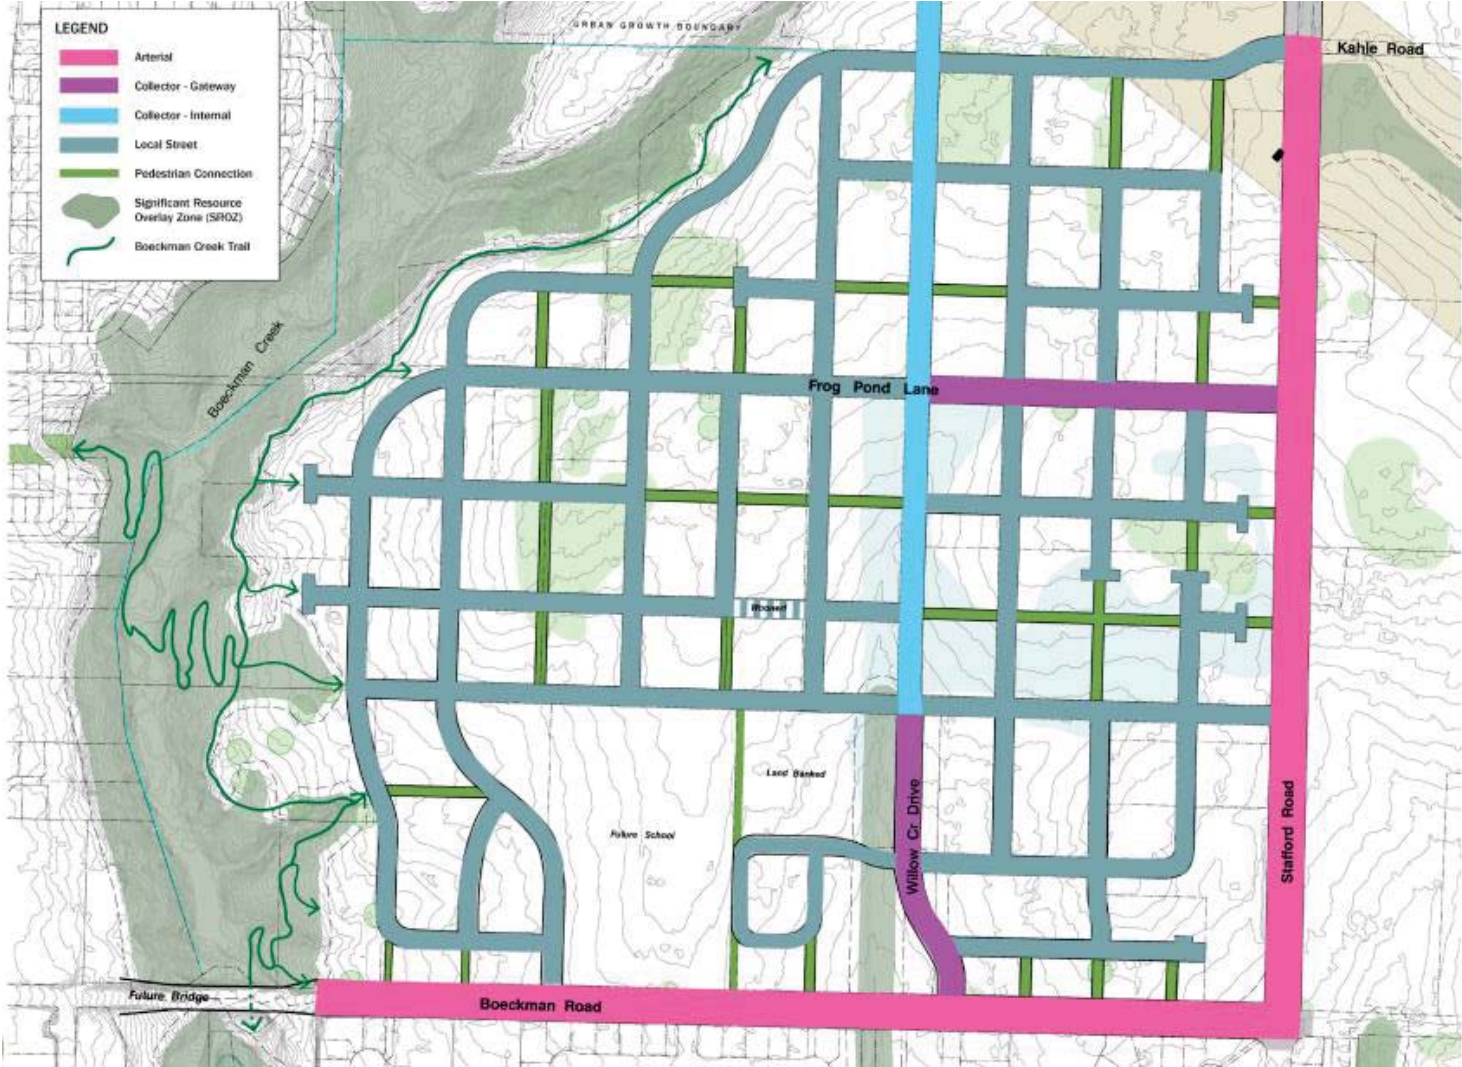 LEGEND
Arterial
Collector - Gateway
Collector - Internal
Local Street
Pedestrian Connection
Significant Resource
Overlay Zone (SROZ)
Boeckman Creek Trail
URBAN GROWTH BOUNDARY
Kahle Road
Boeckman Creek
Frog Pond Lane
Woonerf
Land Banked
Future School
Willow Cr Drive
Stafford Road
Future Bridge
Boeckman Road